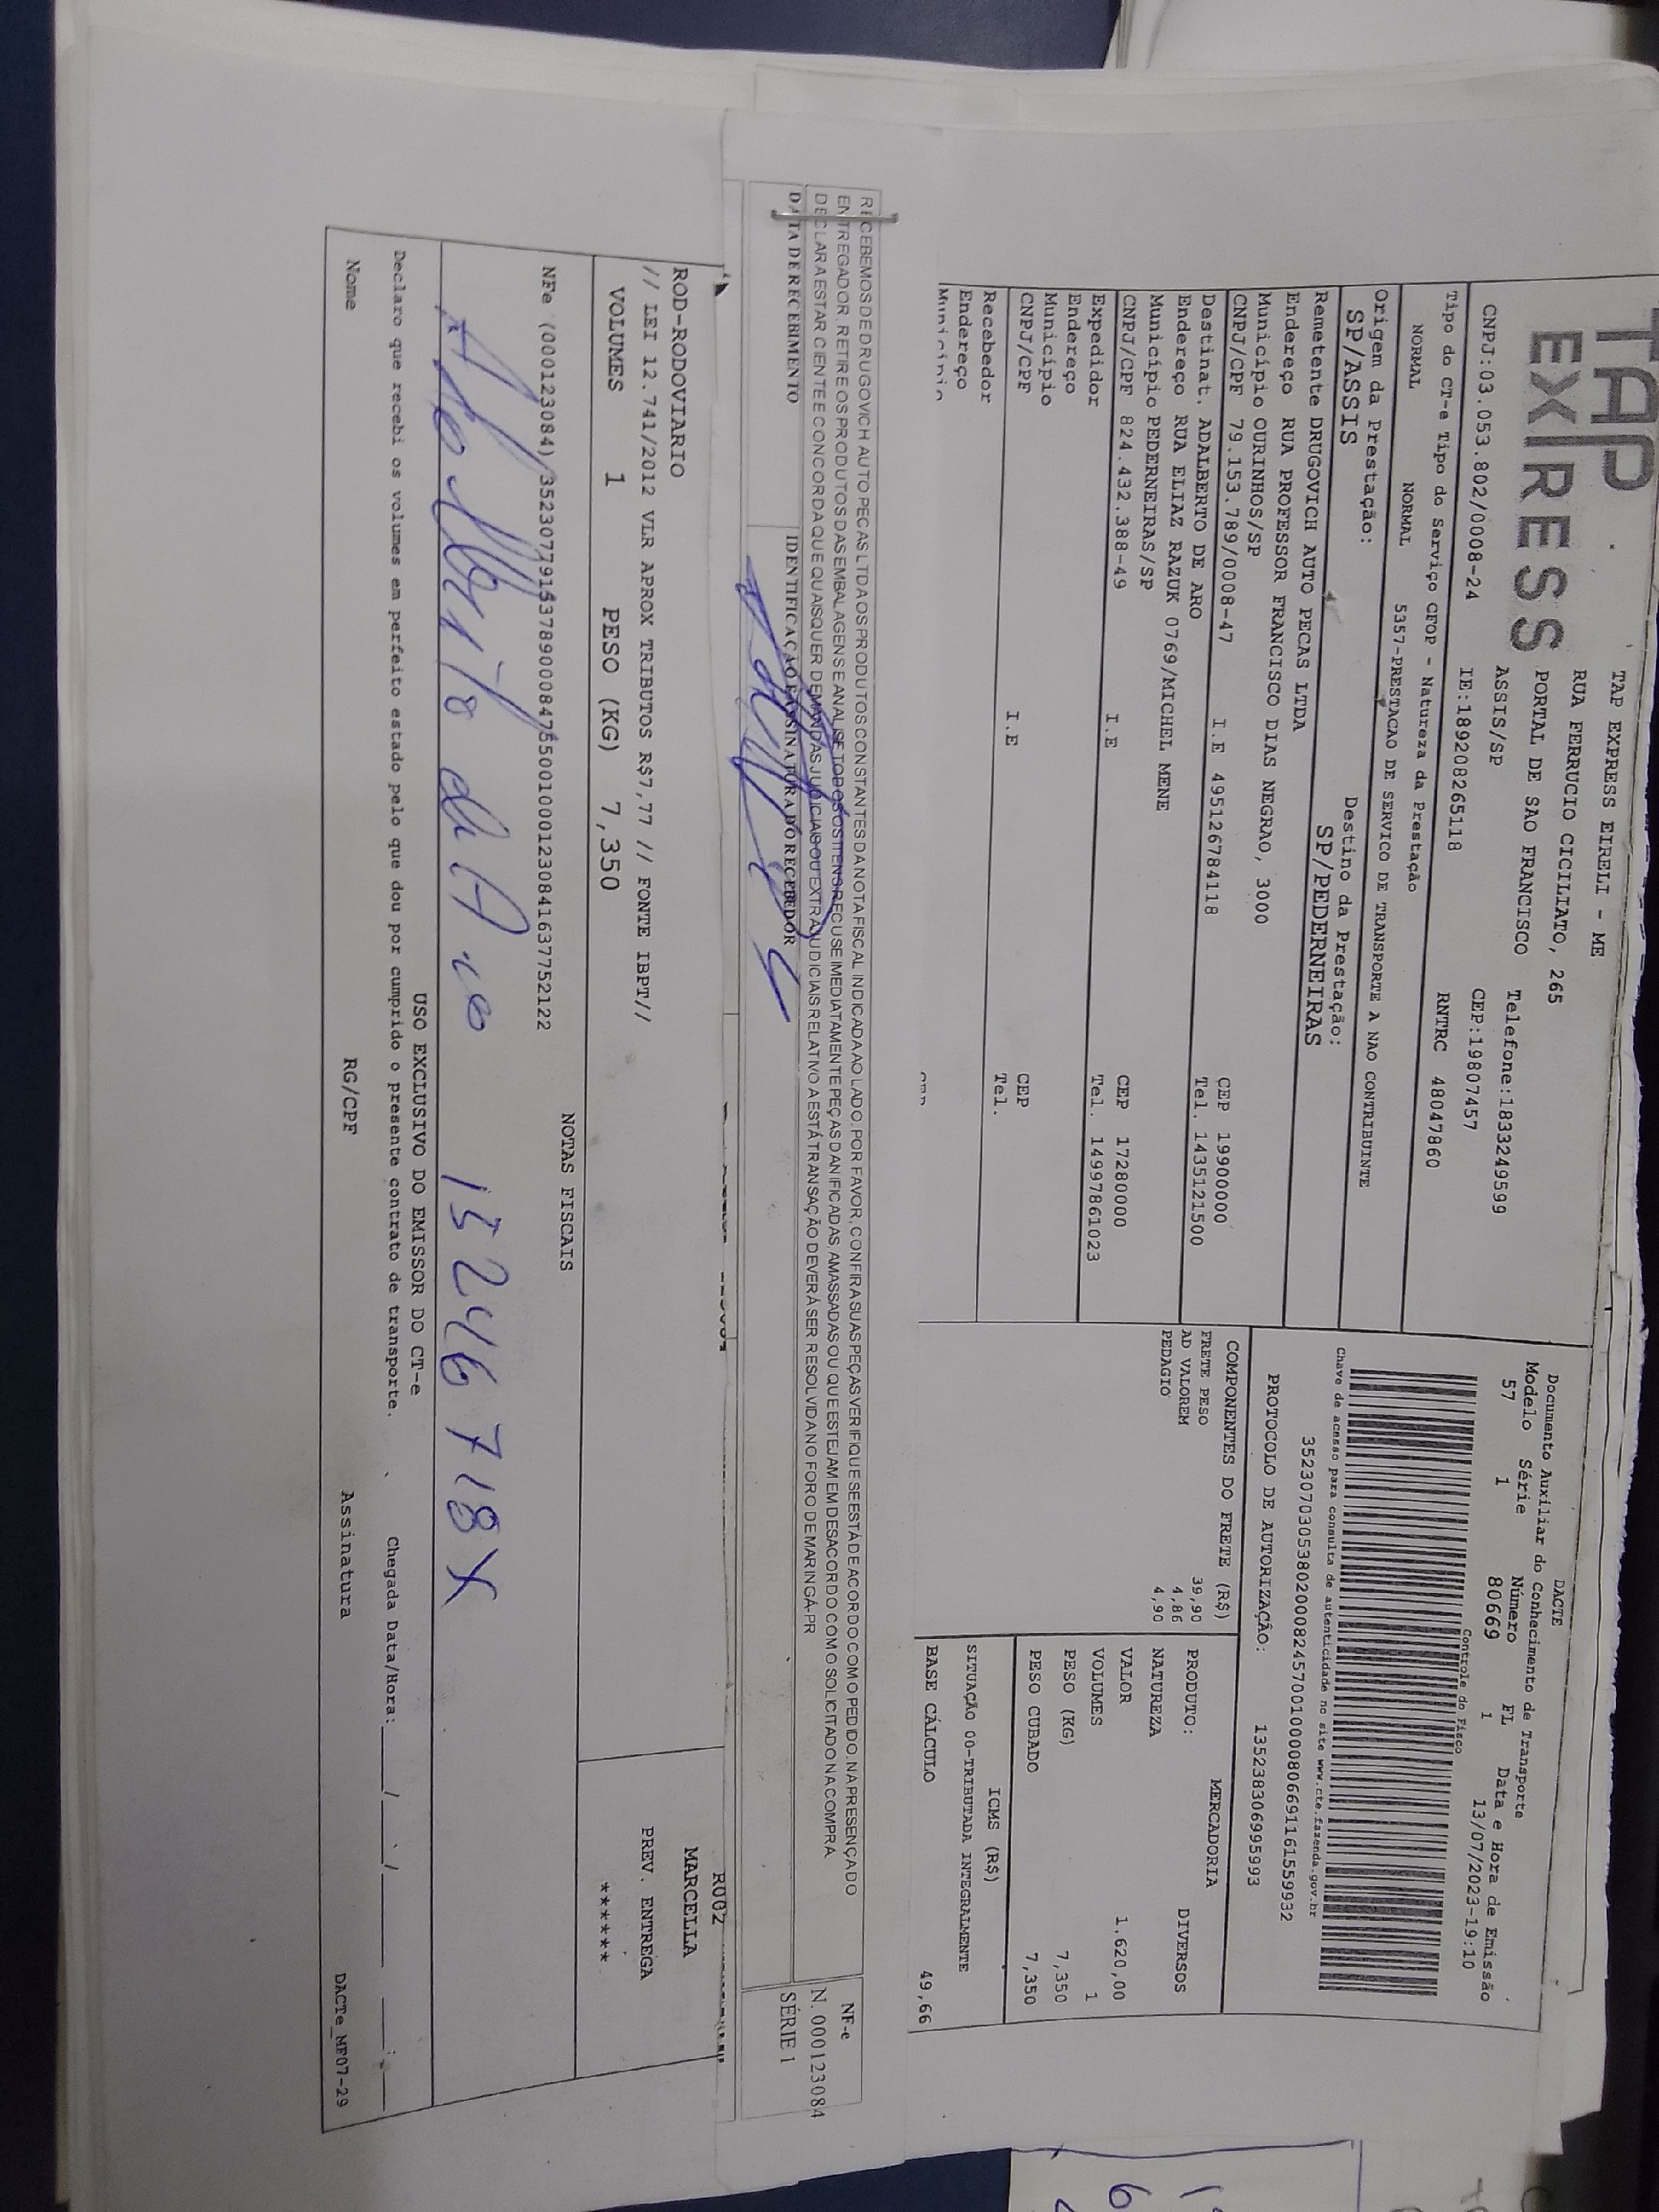 TAP
EXPRESS
TAP EXPRESS EIRELI - ME
RUA FERRUCIO CICILIATO, 265
PORTAL DE SAO FRANCISCO Telefone:1833249599
ASSIS/SP CEP:19807457
CNPJ:03.053.802/0008-24 IE:189208265118 RNTRC 48047860
Tipo do CT-e Tipo do Serviço CFOP - Natureza da Prestação
NORMAL NORMAL 5357-PRESTACAO DE SERVICO DE TRANSPORTE A NAO CONTRIBUINTE
Origem da Prestação: Destino da Prestação:
SP/ASSIS SP/PEDERNEIRAS
Remetente DRUGOVICH AUTO PECAS LTDA
Endereço RUA PROFESSOR FRANCISCO DIAS NEGRAO, 3000
Município OURINHOS/SP CEP 19900000
CNPJ/CPF 79.153.789/0008-47 I.E 495126784118 Tel. 1435121500
Destinat. ADALBERTO DE ARO
Endereço RUA ELIAZ RAZUK 0769/MICHEL MENE
Município PEDERNEIRAS/SP CEP 17280000
CNPJ/CPF 824.432.388-49 I.E Tel. 14997861023
Expedidor
Endereço
Município CEP
CNPJ/CPF I.E Tel.
Recebedor
Endereço
Município CEP
DACTE
Documento Auxiliar do Conhecimento de Transporte
Modelo Série Número FL Data e Hora de Emissão
57 1 80669 1 13/07/2023-19:10
Controle do Fisco
Chave de acesso para consulta de autenticidade no site www.cte.fazenda.gov.br
35230703053802000824570010000806691161559932
PROTOCOLO DE AUTORIZAÇÃO: 135238306995993
COMPONENTES DO FRETE (R$)
FRETE PESO 39,90
AD VALOREM 4,86
PEDAGIO 4,90
MERCADORIA
PRODUTO: DIVERSOS
NATUREZA
VALOR 1.620,00
VOLUMES 1
PESO (KG) 7,350
PESO CUBADO 7,350
ICMS (R$)
SITUAÇÃO 00-TRIBUTADA INTEGRALMENTE
BASE CÁLCULO 49,66
RECEBEMOS DE DRUGOVICH AUTO PECAS LTDA OS PRODUTOS CONSTANTES DA NOTA FISCAL INDICADA AO LADO. POR FAVOR, CONFIRA SUAS PEÇAS VERIFIQUE SE ESTÁ DE ACORDO COM O PEDIDO. NA PRESENÇA DO
ENTREGADOR, RETIRE OS PRODUTOS DAS EMBALAGENS E ANALISE TODOS OS ITENS. RECUSE IMEDIATAMENTE PEÇAS DANIFICADAS, AMASSADAS OU QUE ESTEJAM EM DESACORDO COM O SOLICITADO NA COMPRA
DECLARA ESTAR CIENTE E CONCORDA QUE QUAISQUER DEMANDAS JUDICIAIS OU EXTRAJUDICIAIS RELATIVO A ESTÁ TRANSAÇÃO DEVERÁ SER RESOLVIDA NO FORO DE MARINGÁ-PR
DATA DE RECEBIMENTO IDENTIFICAÇÃO E ASSINATURA DO RECEBEDOR
NF-e
N. 000123084
SÉRIE 1
RU02
ROD-RODOVIARIO MARCELLA
// LEI 12.741/2012 VLR APROX TRIBUTOS R$7,77 // FONTE IBPT//
VOLUMES 1 PESO (KG) 7,350
PREV. ENTREGA
******
NOTAS FISCAIS
NFe (000123084) 35230779153789000847550010001230841637752122
Adalberto de Aro 15246718X
USO EXCLUSIVO DO EMISSOR DO CT-e
Declaro que recebi os volumes em perfeito estado pelo que dou por cumprido o presente contrato de transporte. Chegada Data/Hora:____/____/______ ____:____
Nome RG/CPF Assinatura DACTe_MF07-29